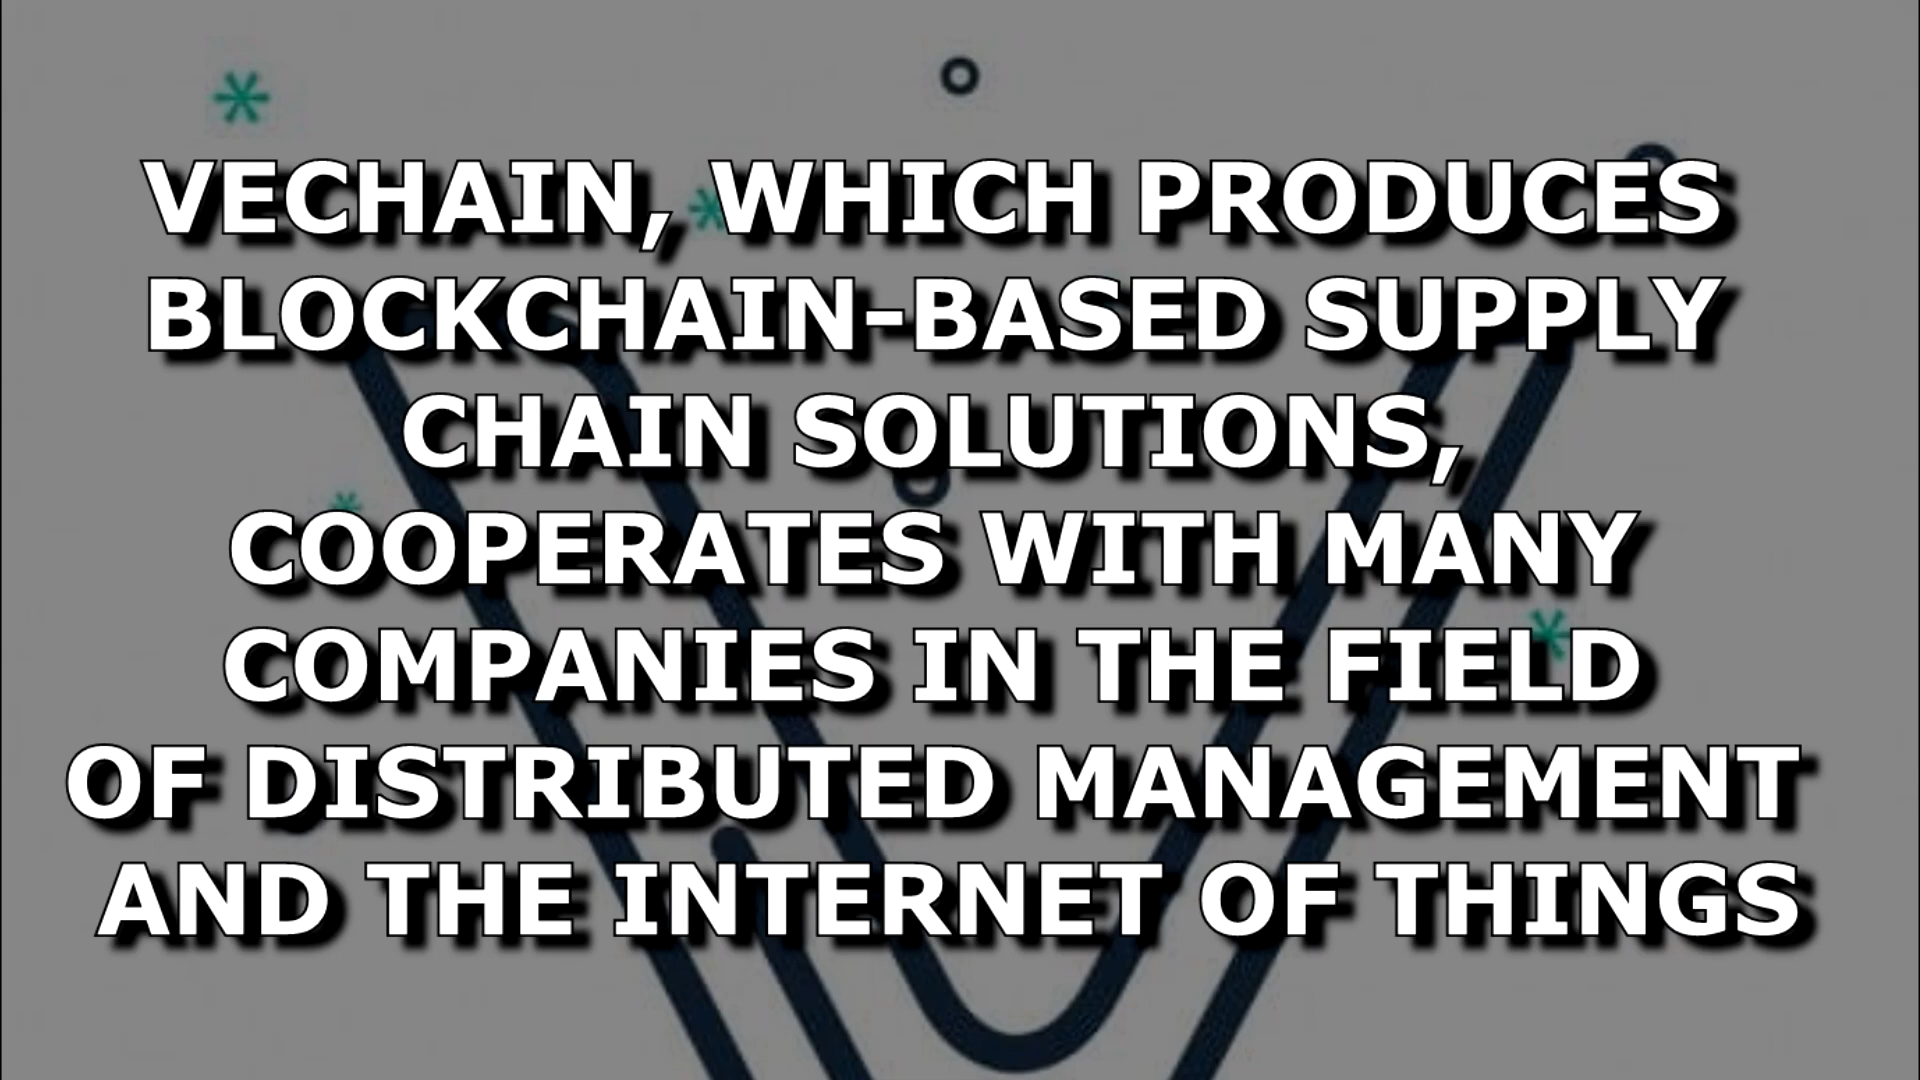 VECHAIN, WHICH PRODUCES
BLOCKCHAIN-BASED SUPPLY
CHAIN SOLUTIONS,
COOPERATES WITH MANY
COMPANIES IN THE FIELD
OF DISTRIBUTED MANAGEMENT
AND THE INTERNET OF THINGS